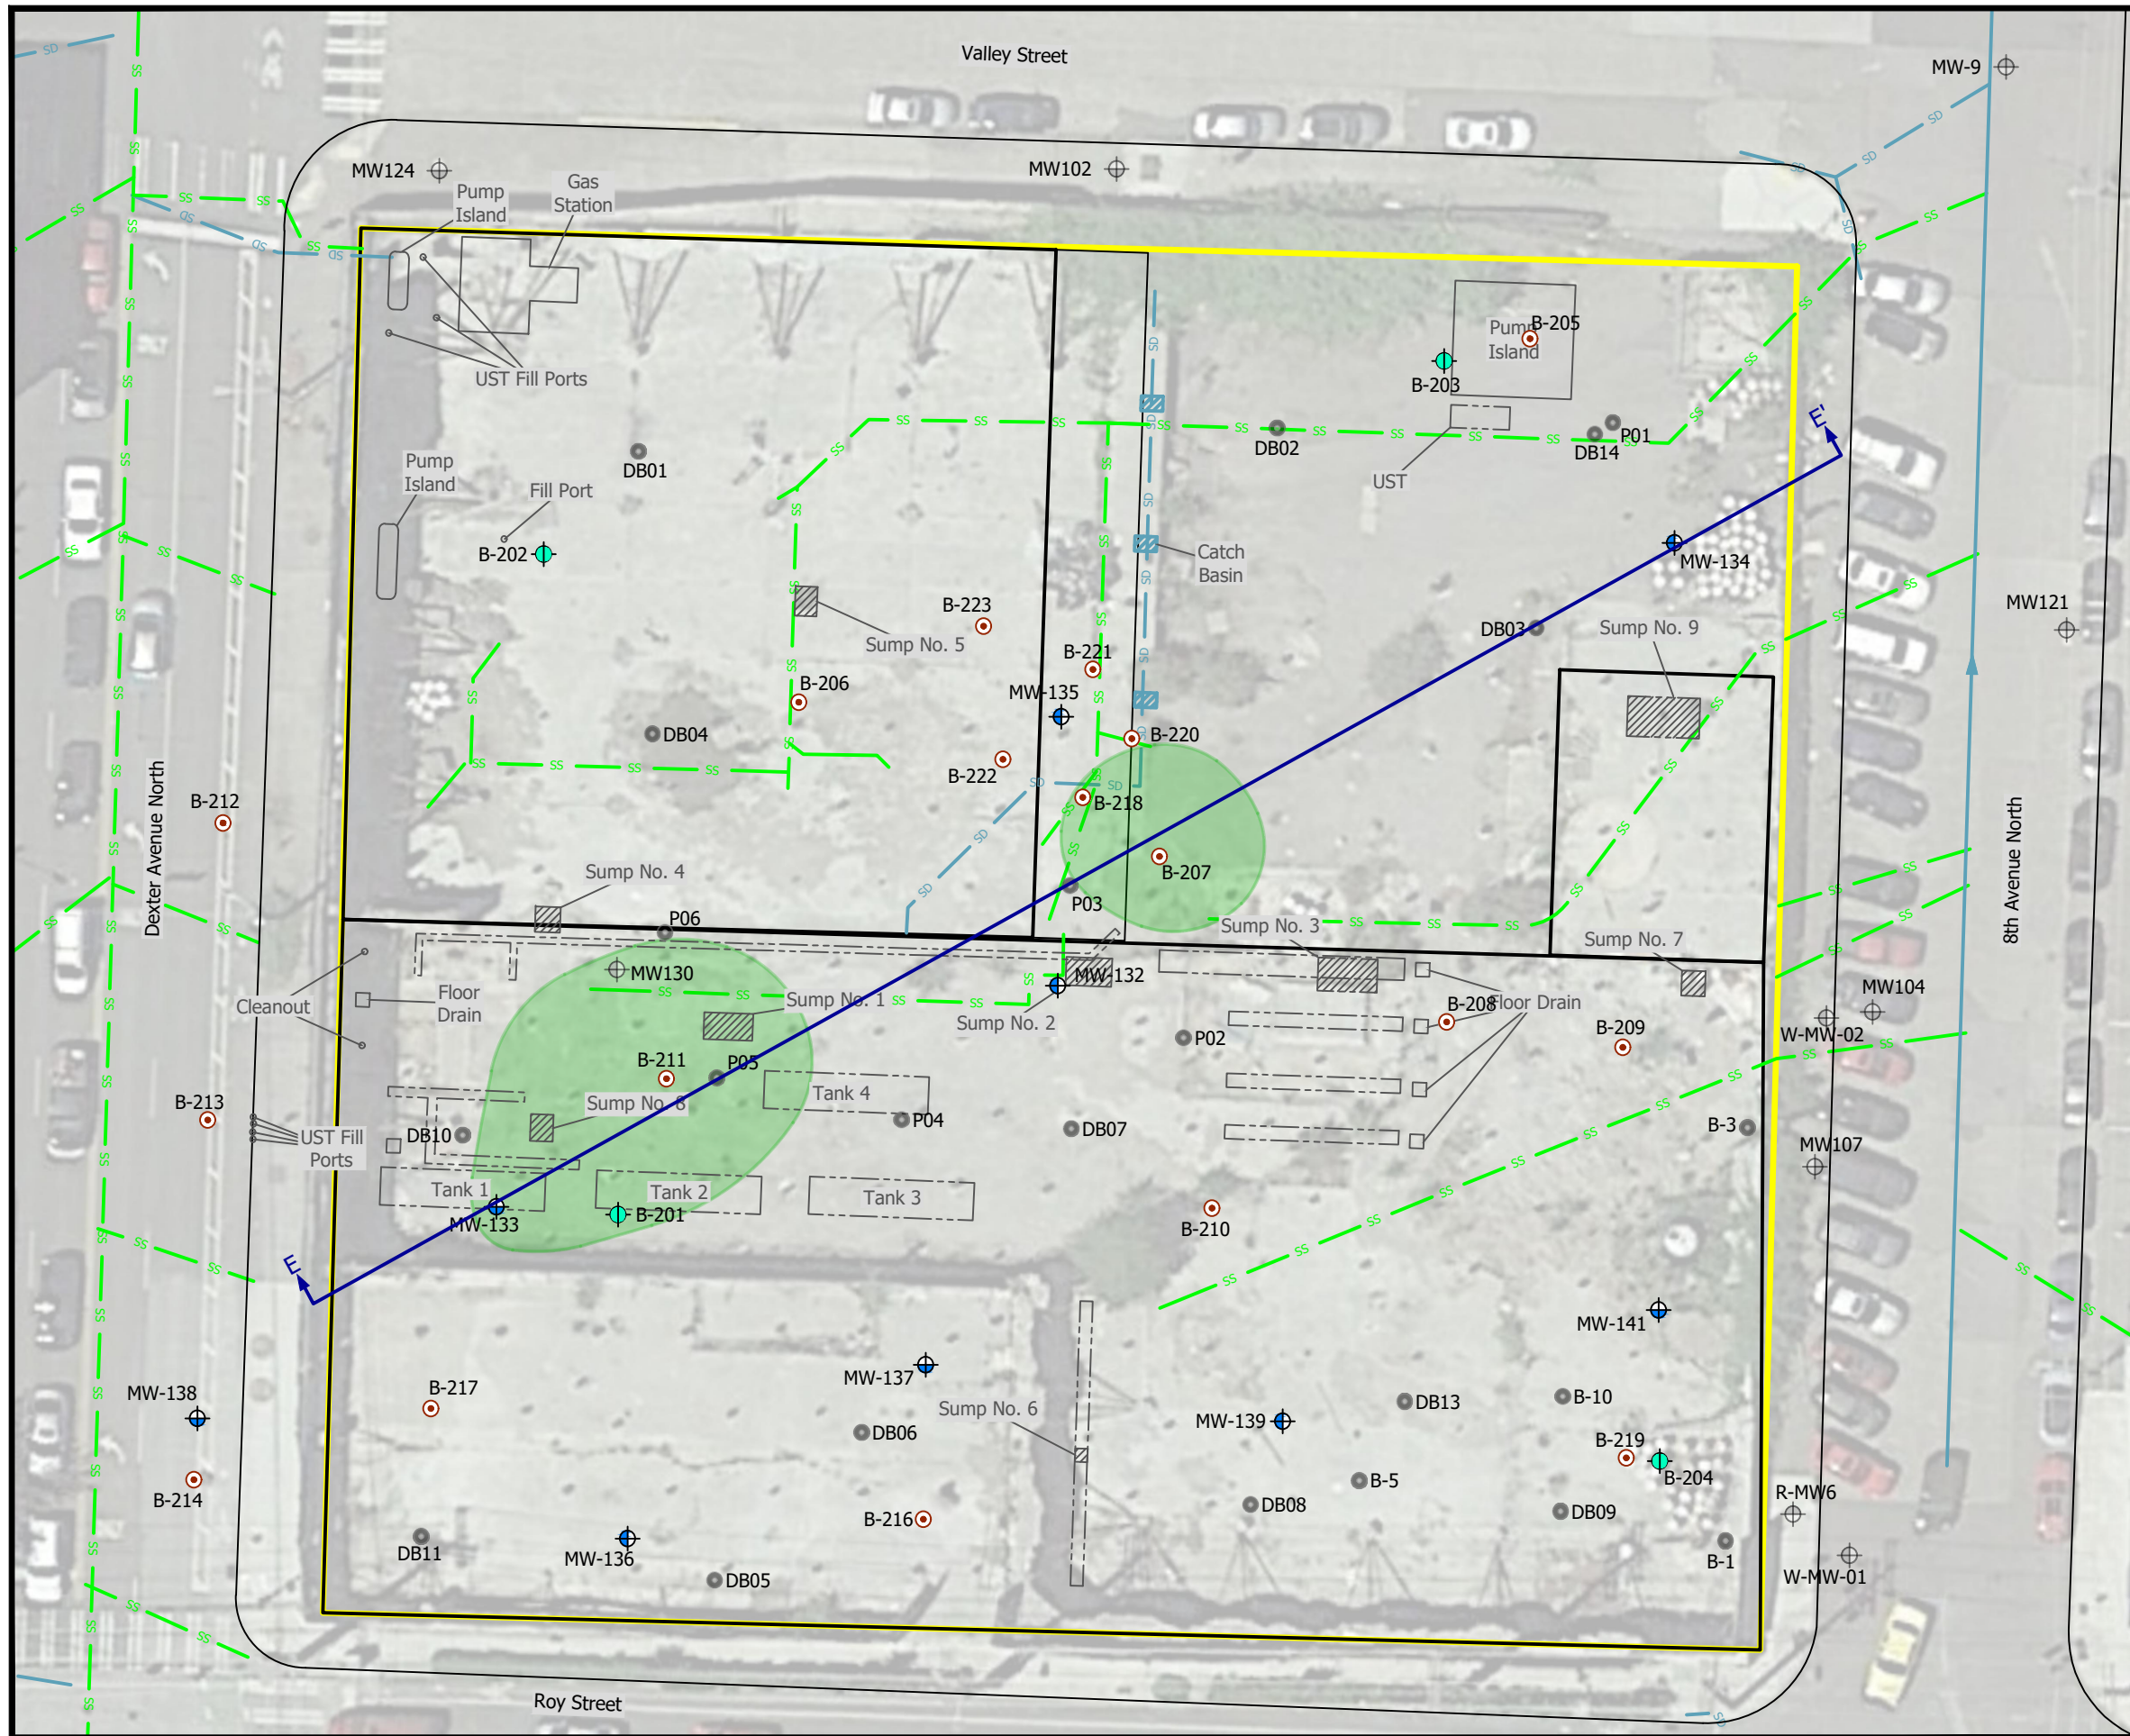 Valley Street
MW-9
SD
MW124
MW102
Pump
Island
Gas
Station
UST Fill Ports
B-205
Pump
Island
B-203
E'
DB01
DB02
DB14
P01
UST
Pump
Island
Fill Port
B-202
Catch
Basin
MW-134
MW121
B-223
Sump No. 5
DB03
Sump No. 9
B-221
MW-135
B-206
DB04
B-220
B-222
B-218
B-212
Dexter Avenue North
8th Avenue North
Sump No. 4
B-207
P03
P06
Sump No. 3
Sump No. 7
MW130
MW-132
Floor
Drain
Cleanout
Sump No. 1
Sump No. 2
B-208
Floor Drain
MW104
W-MW-02
B-209
P02
B-211
P05
Tank 4
Sump No. 8
B-213
P04
DB07
B-3
DB10
UST Fill
Ports
MW107
Tank 1
Tank 2
Tank 3
MW-133
B-201
B-210
E
MW-141
MW-137
MW-138
B-217
Sump No. 6
MW-139
DB13
B-10
DB06
B-219
B-204
B-5
B-214
R-MW6
DB08
DB09
B-216
DB11
MW-136
B-1
W-MW-01
DB05
Roy Street
SS
SD